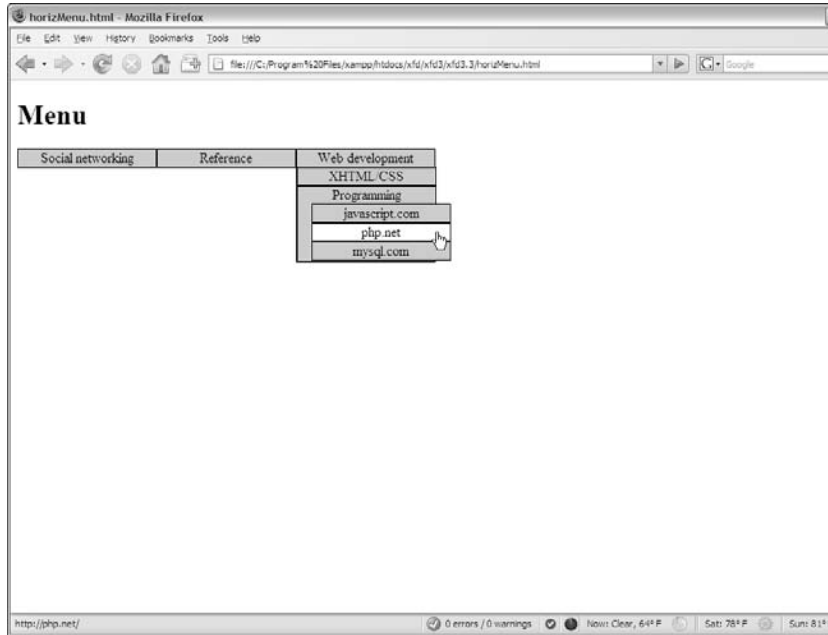 horizMenu.html - Mozilla Firefox
File Edit View History Bookmarks Tools Help
file:///C:/Program%20Files/xampp/htdocs/xfd/xfd3/xfd3.3/horizMenu.html
G Google
Menu
Social networking Reference Web development
XHTML/CSS
Programming
javascript.com
php.net
mysql.com
http://php.net/ 0 errors / 0 warnings Now: Clear, 64° F Sat: 78° F Sun: 81°